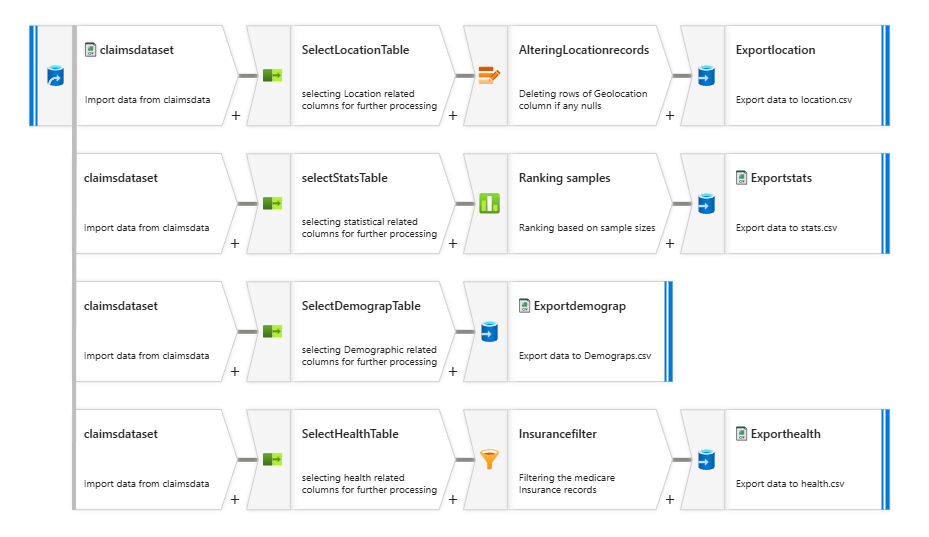 claimsdataset
Import data from claimsdata
+
SelectLocationTable
selecting Location related
columns for further processing
+
AlteringLocationrecords
Deleting rows of Geolocation
column if any nulls
+
Exportlocation
Export data to location.csv
claimsdataset
Import data from claimsdata
+
selectStatsTable
selecting statistical related
columns for further processing
+
Ranking samples
Ranking based on sample sizes
+
Exportstats
Export data to stats.csv
claimsdataset
Import data from claimsdata
+
SelectDemograpTable
selecting Demographic related
columns for further processing
+
Exportdemograp
Export data to Demograps.csv
claimsdataset
Import data from claimsdata
+
SelectHealthTable
selecting health related
columns for further processing
+
Insurancefilter
Filtering the medicare
Insurance records
+
Exporthealth
Export data to health.csv